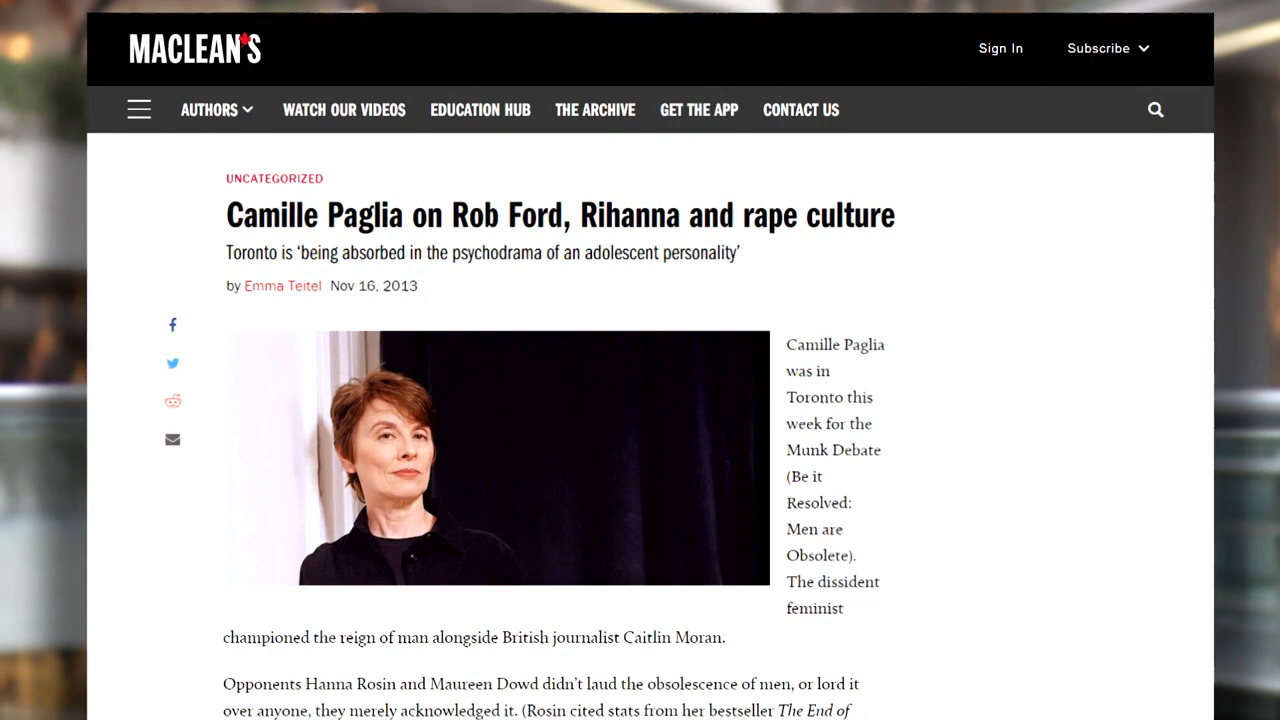 MACLEAN'S
Sign In
Subscribe
AUTHORS
WATCH OUR VIDEOS
EDUCATION HUB
THE ARCHIVE
GET THE APP
CONTACT US
UNCATEGORIZED
Camille Paglia on Rob Ford, Rihanna and rape culture
Toronto is ‘being absorbed in the psychodrama of an adolescent personality’
by Emma Teitel Nov 16, 2013
Camille Paglia
was in
Toronto this
week for the
Munk Debate
(Be it
Resolved:
Men are
Obsolete).
The dissident
feminist
championed the reign of man alongside British journalist Caitlin Moran.
Opponents Hanna Rosin and Maureen Dowd didn’t laud the obsolescence of men, or lord it
over anyone, they merely acknowledged it. (Rosin cited stats from her bestseller The End of